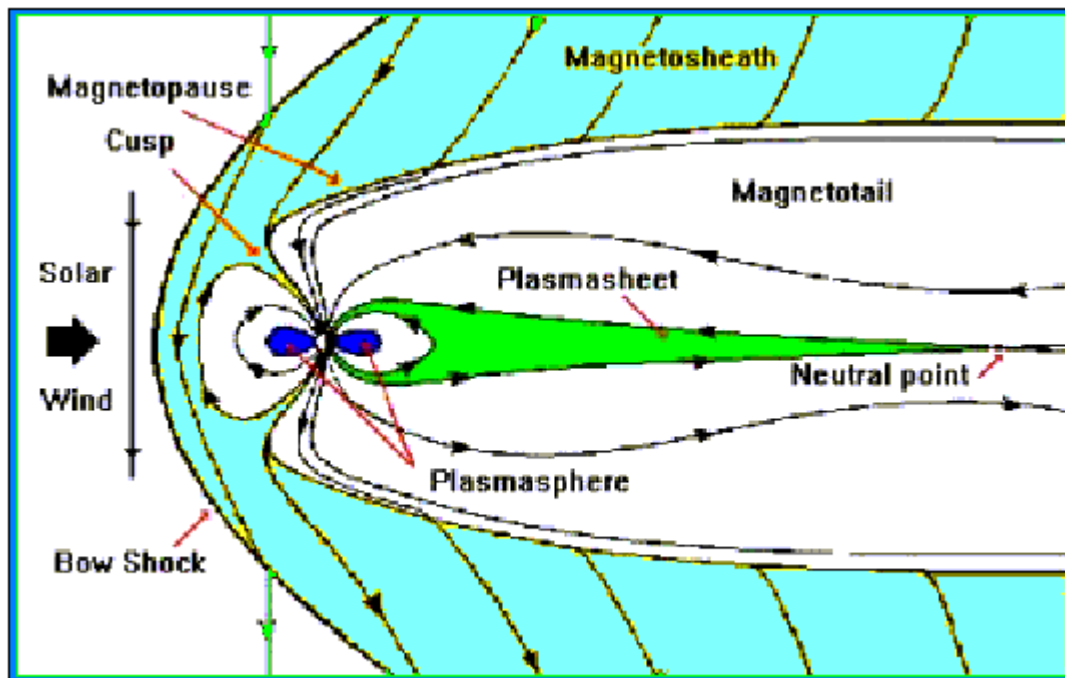 Magnetosheath
Magnetopause
Cusp
Magnetotail
Solar
Plasmasheet
Wind
Neutral point
Plasmasphere
Bow Shock